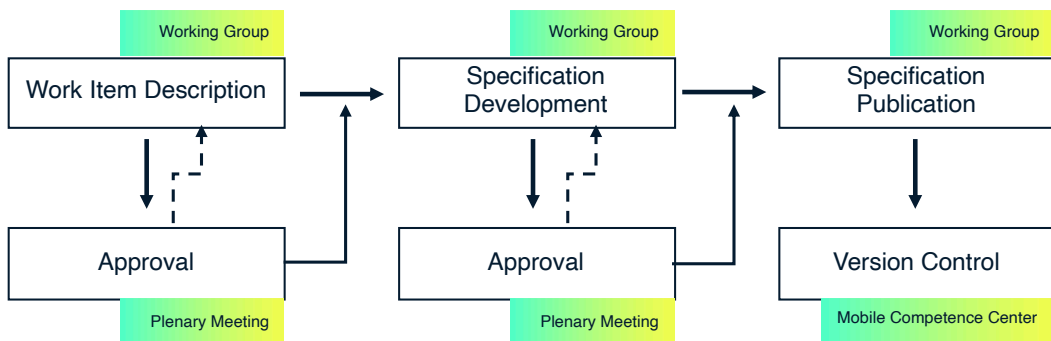 Working Group
Working Group
Working Group
Work Item Description
Specification
Development
Specification
Publication
Approval
Approval
Version Control
Plenary Meeting
Plenary Meeting
Mobile Competence Center